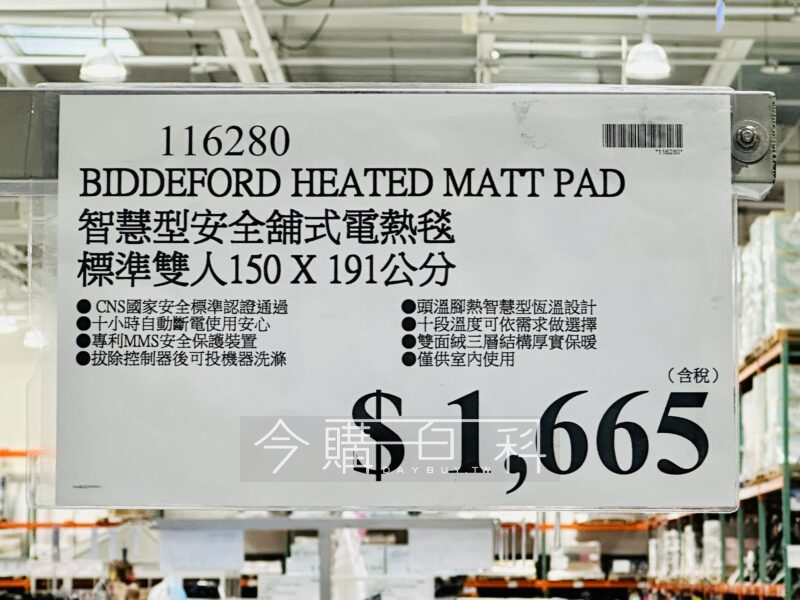 116280
*116280*
BIDDEFORD HEATED MATT PAD
智慧型安全舖式電熱毯
標準雙人150 X 191公分
● CNS國家安全標準認證通過
●十小時自動斷電使用安心
●專利MMS安全保護裝置
●拔除控制器後可投機器洗滌
●頭溫腳熱智慧型恆溫設計
●十段溫度可依需求做選擇
●雙面絨三層結構厚實保暖
●僅供室內使用
（含稅）
$ 1,665
今購百科
DAYBUY.TW